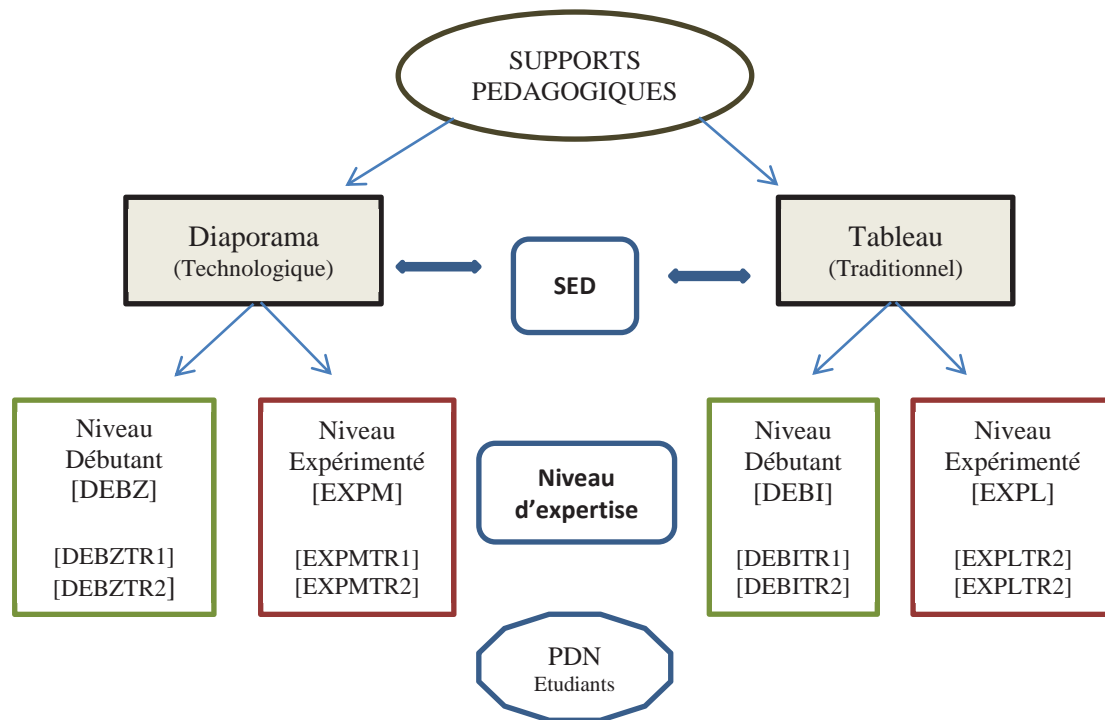 SUPPORTS
PEDAGOGIQUES
Diaporama
(Technologique)
SED
Tableau
(Traditionnel)
Niveau
Débutant
[DEBZ]
[DEBZTR1]
[DEBZTR2]
Niveau
Expérimenté
[EXPM]
[EXPMTR1]
[EXPMTR2]
Niveau
d'expertise
Niveau
Débutant
[DEBI]
[DEBITR1]
[DEBITR2]
Niveau
Expérimenté
[EXPL]
[EXPLTR2]
[EXPLTR2]
PDN
Etudiants